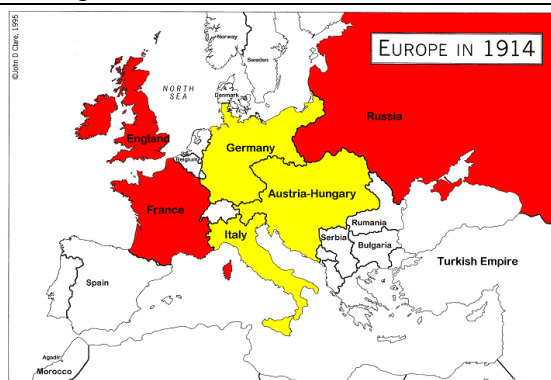 ©John D Clare, 1995
EUROPE IN 1914
Norway
Sweden
NORTH
SEA
Denmark
Russia
England
Belgium
Germany
Austria-Hungary
France
Italy
Rumania
Serbia
Bulgaria
Turkish Empire
Spain
Agadir
Morocco